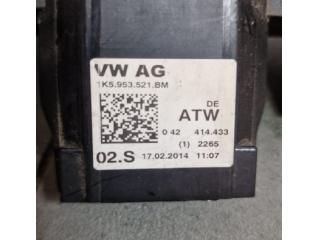 VW AG
1K5.953.521.BM
DE
ATW
0 42 414.433
(1) 2265
02.S 17.02.2014 11:07